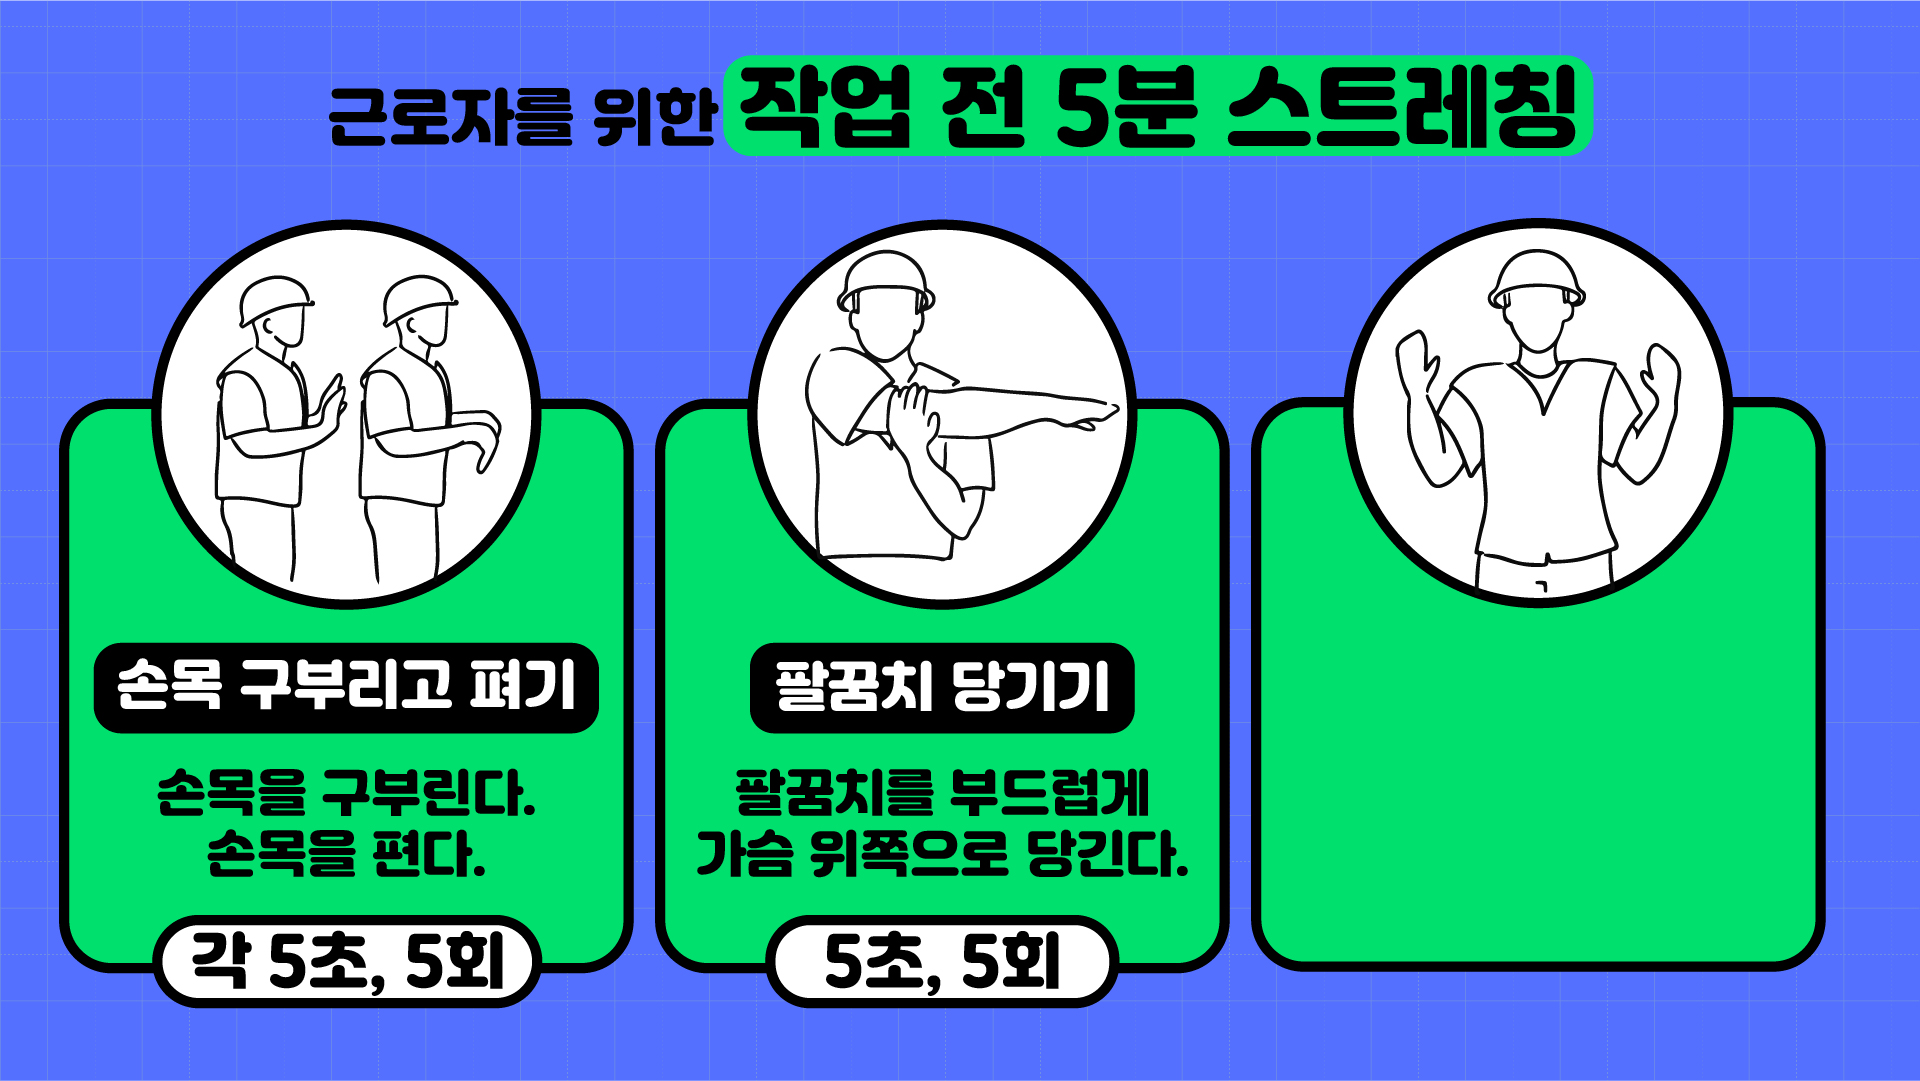 근로자를 위한 작업 전 5분 스트레칭
손목 구부리고 펴기
손목을 구부린다.
손목을 편다.
각 5초, 5회
팔꿈치 당기기
팔꿈치를 부드럽게
가슴 위쪽으로 당긴다.
5초, 5회